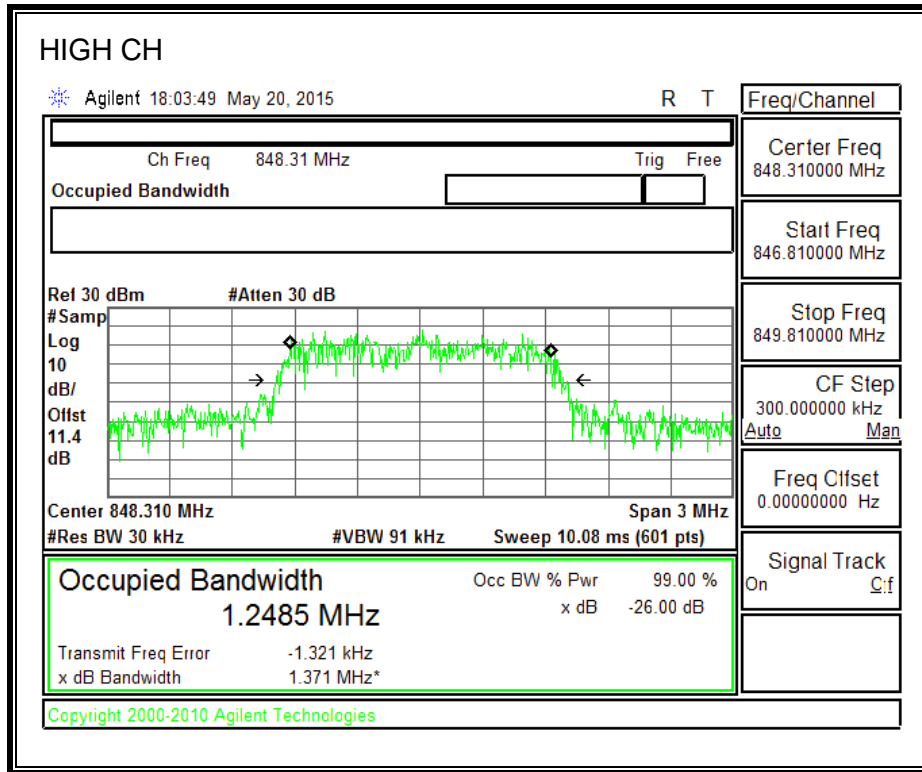 HIGH CH
Agilent 18:03:49 May 20, 2015 R T
Freq/Channel
Ch Freq 848.31 MHz Trig Free
Occupied Bandwidth
Center Freq
848.310000 MHz
Start Freq
846.810000 MHz
Stop Freq
849.810000 MHz
CF Step
300.000000 kHz
Auto Man
Freq Offset
0.00000000 Hz
Signal Track
On Off
Ref 30 dBm #Atten 30 dB
#Samp
Log
10
dB/
Offst
11.4
dB
Center 848.310 MHz Span 3 MHz
#Res BW 30 kHz #VBW 91 kHz Sweep 10.08 ms (601 pts)
Occupied Bandwidth Occ BW % Pwr 99.00 %
1.2485 MHz x dB -26.00 dB
Transmit Freq Error -1.321 kHz
x dB Bandwidth 1.371 MHz*
Copyright 2000-2010 Agilent Technologies